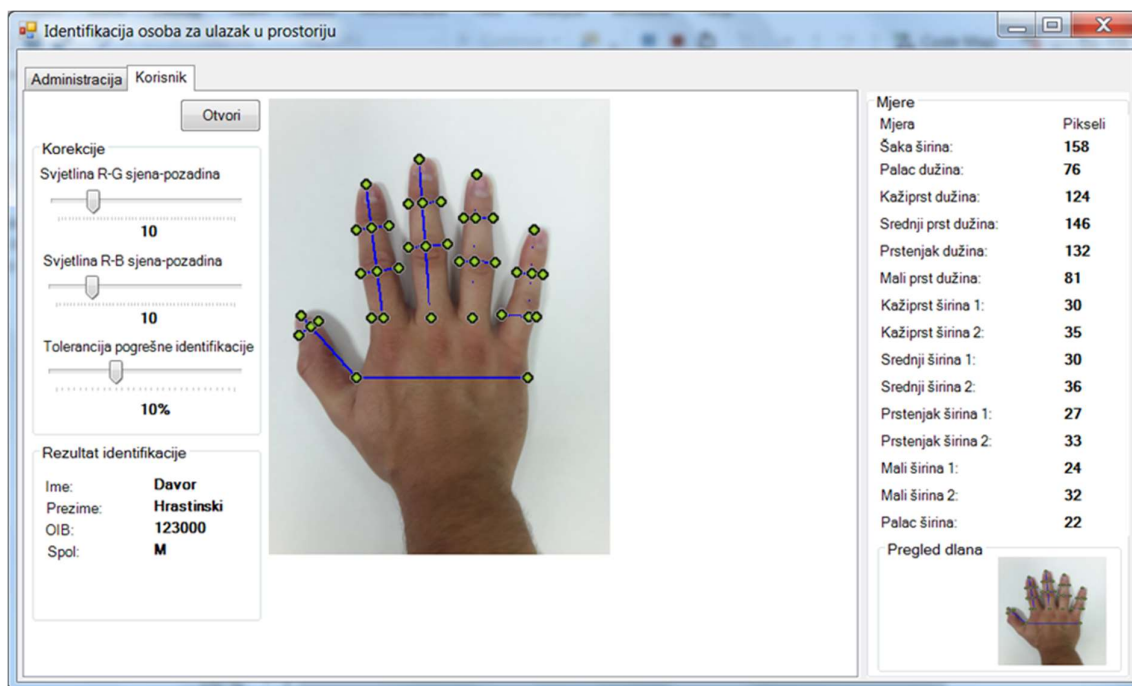 Identifikacija osoba za ulazak u prostoriju
Administracija
Korisnik
Otvori
Korekcije
Svjetlina R-G sjena-pozadina
10
Svjetlina R-B sjena-pozadina
10
Tolerancija pogrešne identifikacije
10%
Rezultat identifikacije
Ime: Davor
Prezime: Hrastinski
OIB: 123000
Spol: M
Mjere
Mjera Pikseli
Šaka širina: 158
Palac dužina: 76
Kažiprst dužina: 124
Srednji prst dužina: 146
Prstenjak dužina: 132
Mali prst dužina: 81
Kažiprst širina 1: 30
Kažiprst širina 2: 35
Srednji širina 1: 30
Srednji širina 2: 36
Prstenjak širina 1: 27
Prstenjak širina 2: 33
Mali širina 1: 24
Mali širina 2: 32
Palac širina: 22
Pregled dlana